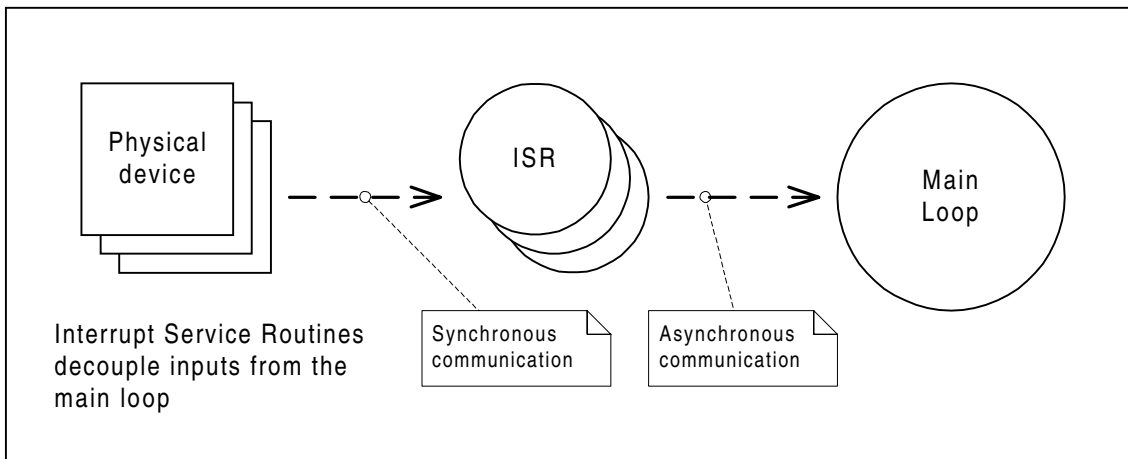 Physical
device
ISR
Main
Loop
Synchronous
communication
Asynchronous
communication
Interrupt Service Routines
decouple inputs from the
main loop